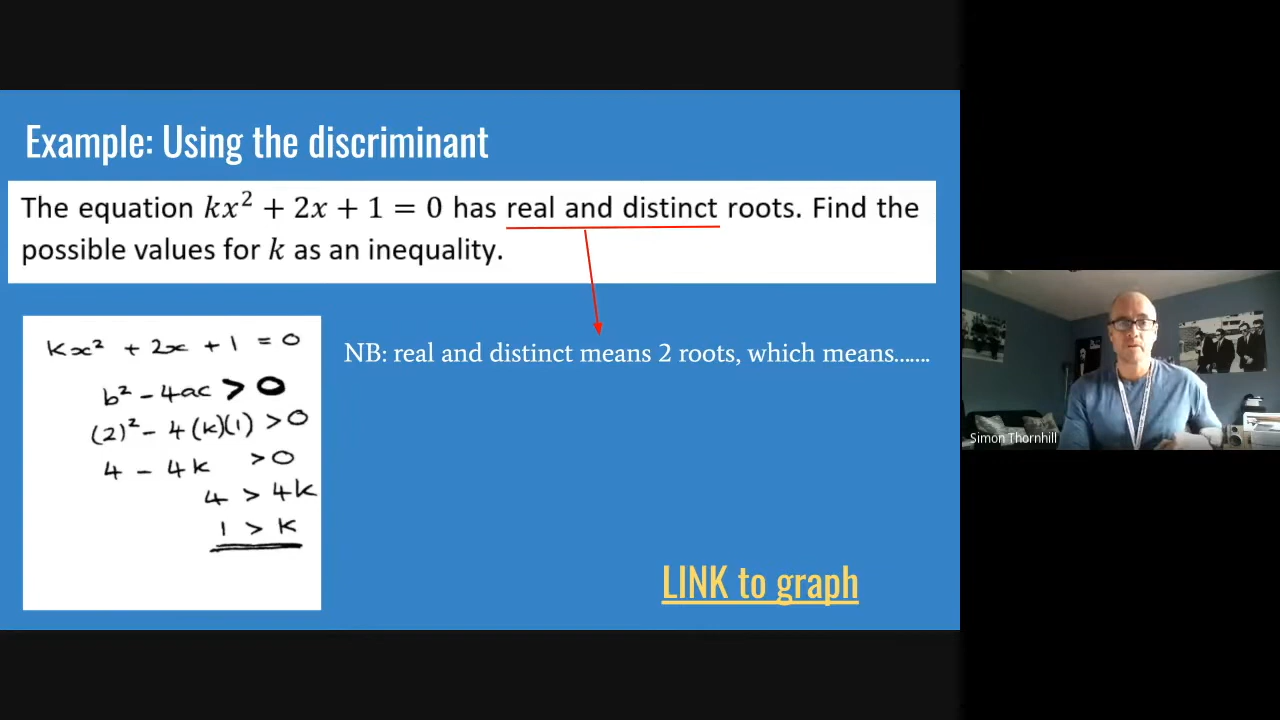 Example: Using the discriminant
The equation kx² + 2x + 1 = 0 has real and distinct roots. Find the
possible values for k as an inequality.
kx² + 2x + 1 = 0
b² - 4ac > 0
(2)² - 4(k)(1) > 0
4 - 4k > 0
4 > 4k
1 > k
NB: real and distinct means 2 roots, which means.......
LINK to graph
Simon Thornhill